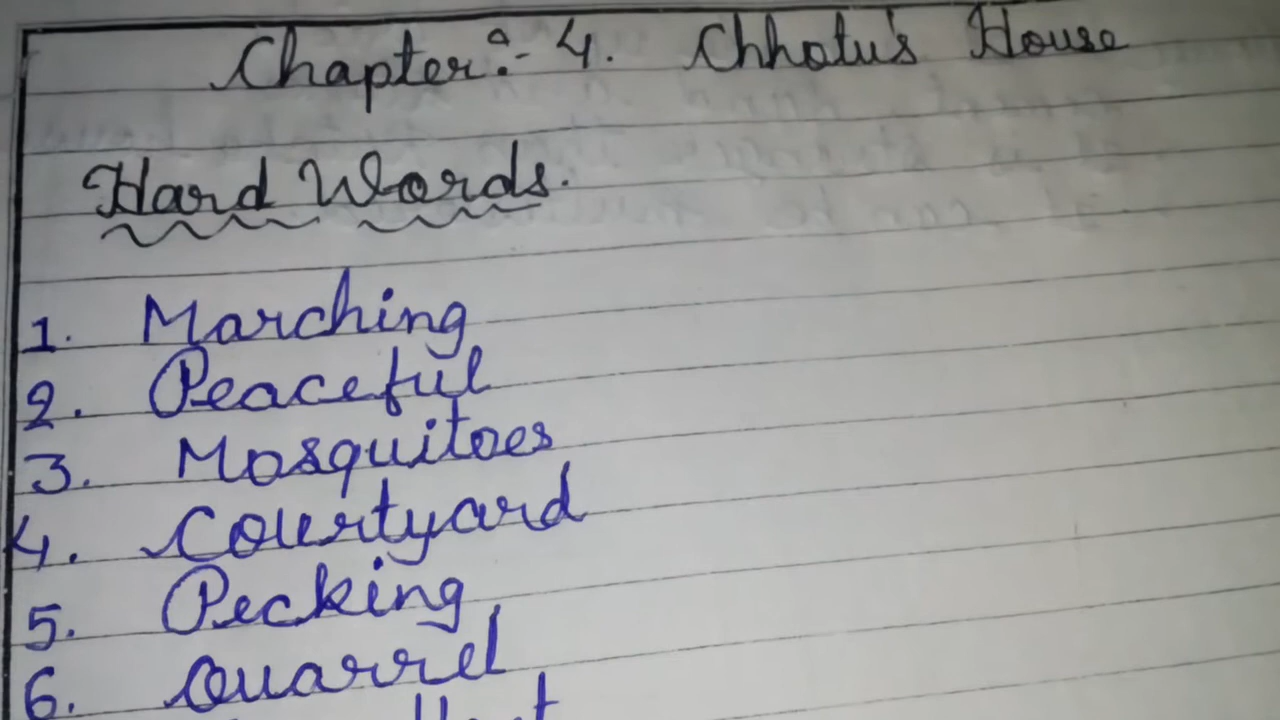 Chapter:- 4. Chhotu's House
Hard Words.
1. Marching
2. Peaceful
3. Mosquitoes
4. Courtyard
5. Pecking
6. Quarrel